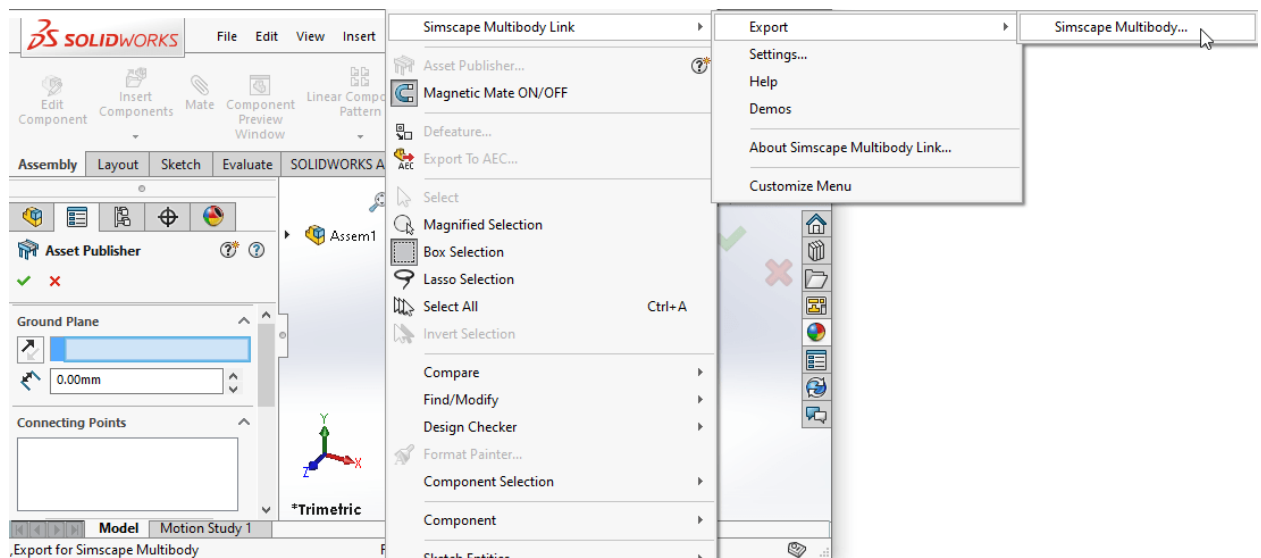 SOLIDWORKS File Edit View Insert
Edit Component
Insert Components
Mate
Component Preview Window
Linear Compo
Pattern
Assembly Layout Sketch Evaluate SOLIDWORKS A
Asset Publisher
Ground Plane
0.00mm
Connecting Points
Assem1
Y
X
Z
*Trimetric
Model Motion Study 1
,Export for Simscape Multibody F
Simscape Multibody Link
Asset Publisher...
Magnetic Mate ON/OFF
Defeature...
AEC Export To AEC...
Select
Magnified Selection
Box Selection
Lasso Selection
Select All Ctrl+A
Invert Selection
Compare
Find/Modify
Design Checker
Format Painter...
Component Selection
Component
Sketch Entities
Export
Settings...
Help
Demos
About Simscape Multibody Link...
Customize Menu
Simscape Multibody...